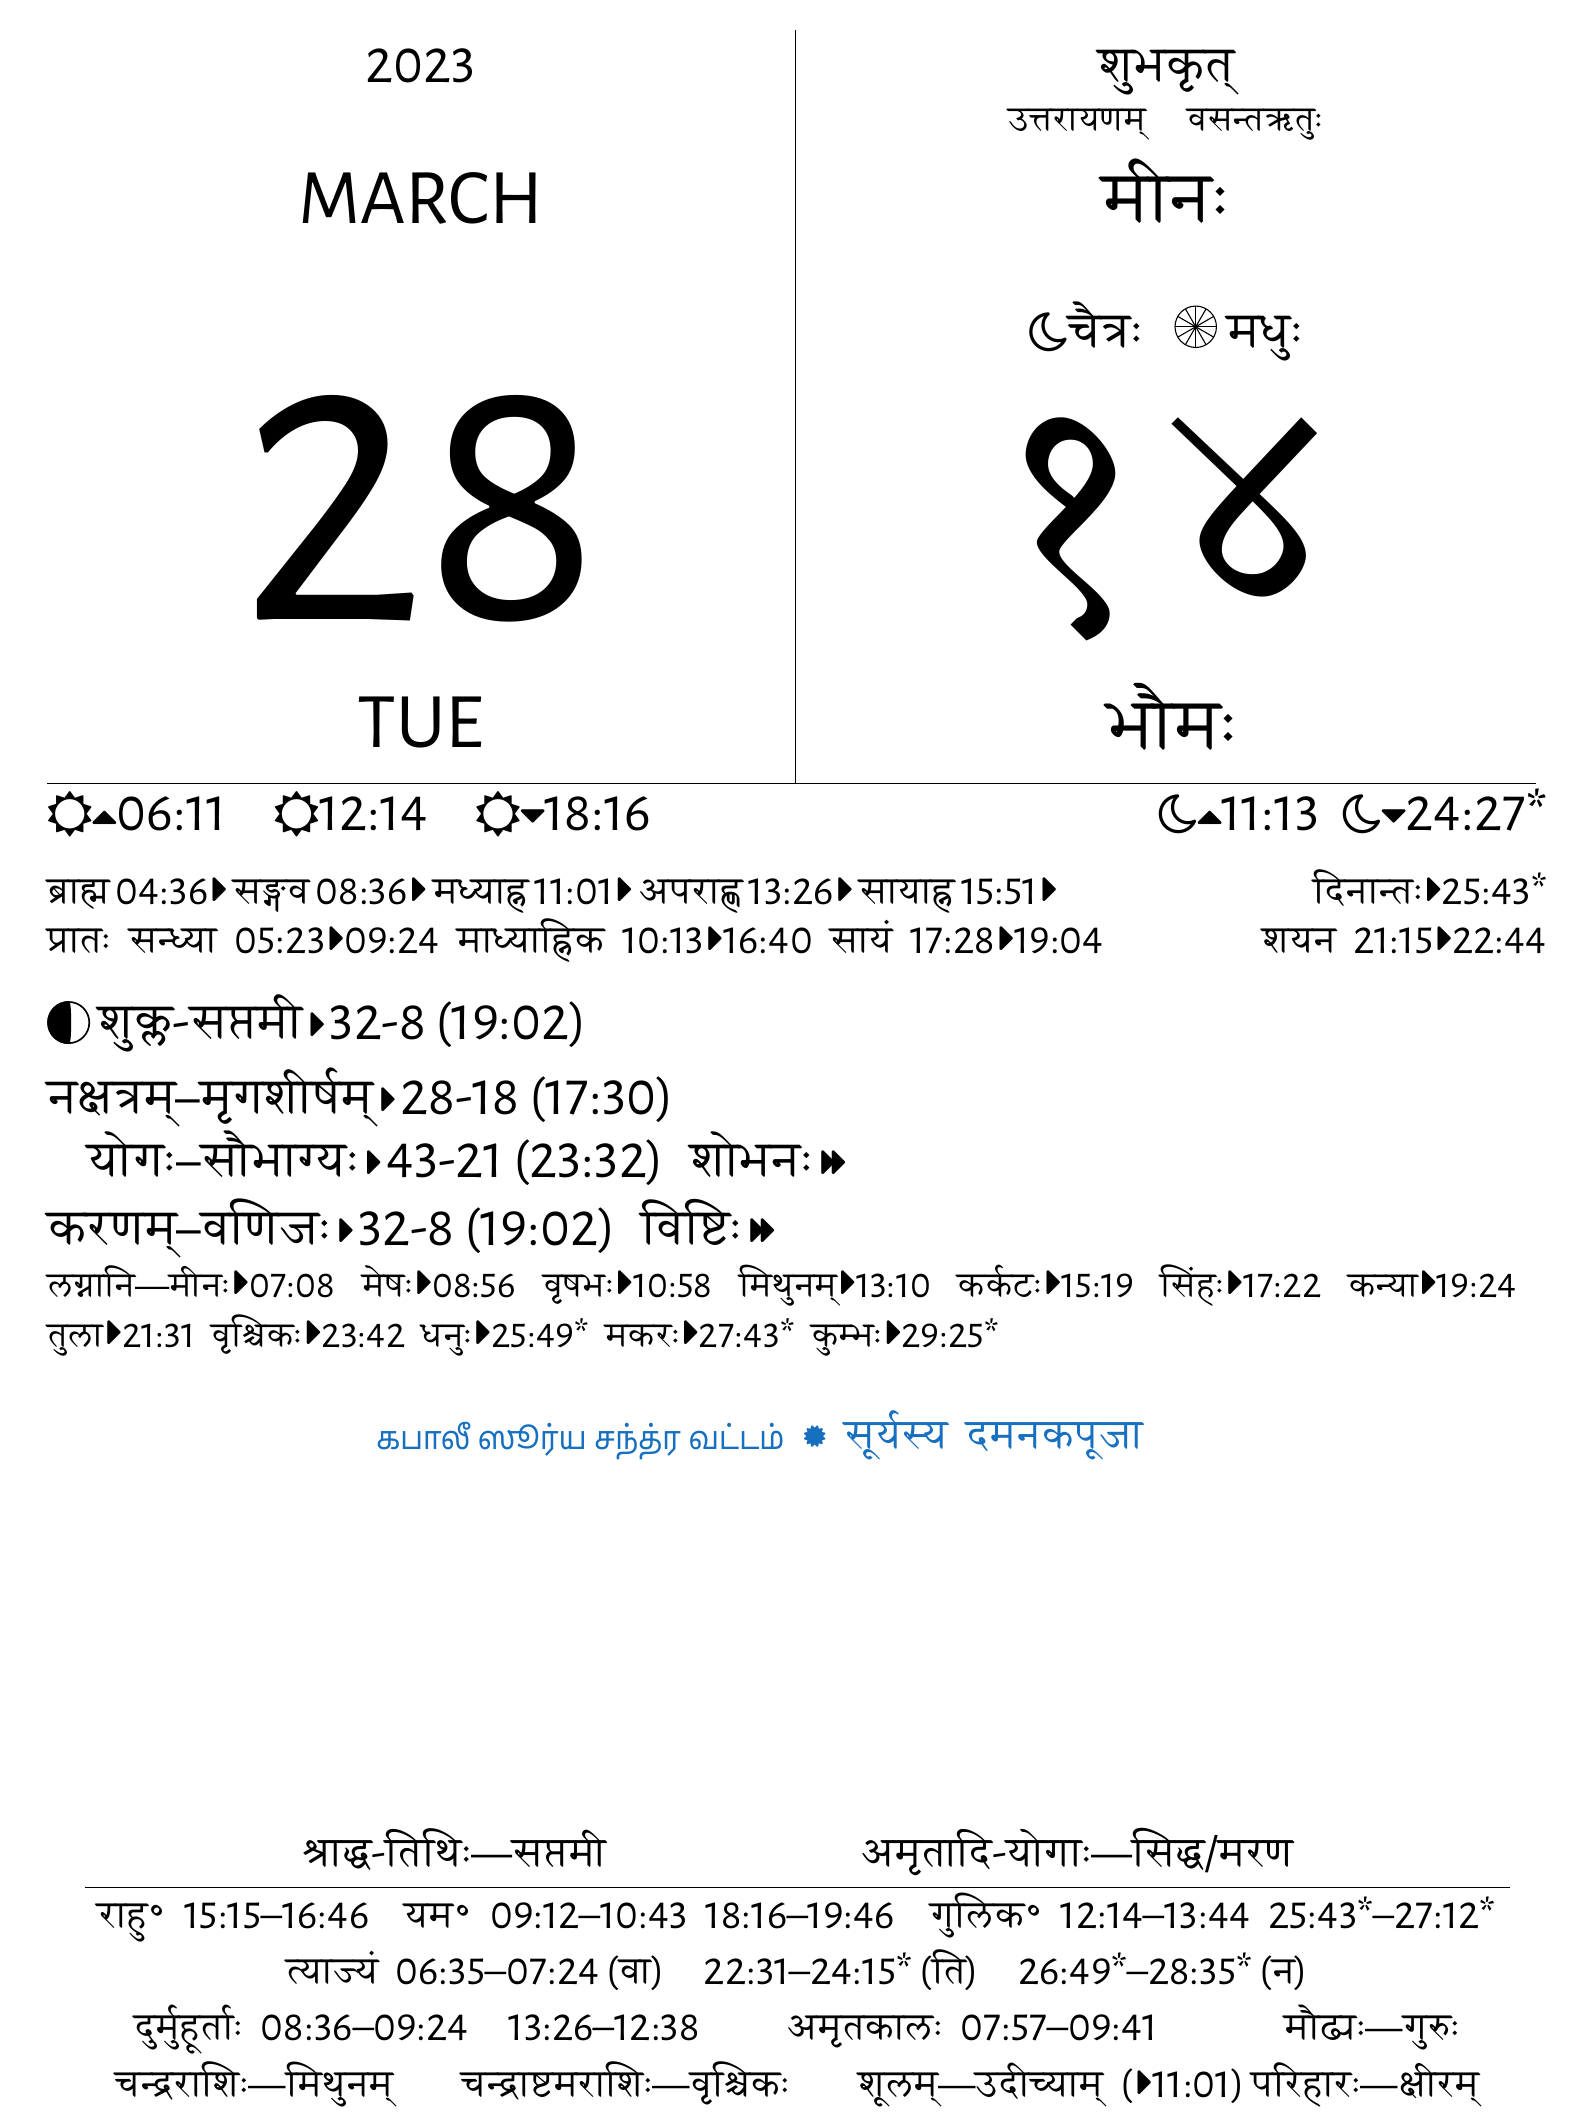 2023
MARCH
28
TUE
शुभकृत्
उत्तरायणम् वसन्तऋतुः
मीनः
चैत्रः मधुः
१४
भौमः
06:11 12:14 18:16 11:13 24:27*
ब्राह्म 04:36 सङ्गव 08:36 मध्याह्न 11:01 अपराह्ण 13:26 सायाह्न 15:51 दिनान्तः 25:43*
प्रातः सन्ध्या 05:23 09:24 माध्याह्निक 10:13 16:40 सायं 17:28 19:04 शयन 21:15 22:44
शुक्ल-सप्तमी 32-8 (19:02)
नक्षत्रम्–मृगशीर्षम् 28-18 (17:30)
योगः–सौभाग्यः 43-21 (23:32) शोभनः
करणम्–वणिजः 32-8 (19:02) विष्टिः
लग्नानि—मीनः 07:08 मेषः 08:56 वृषभः 10:58 मिथुनम् 13:10 कर्कटः 15:19 सिंहः 17:22 कन्या 19:24
तुला 21:31 वृश्चिकः 23:42 धनुः 25:49* मकरः 27:43* कुम्भः 29:25*
கபாலீ ஸூர்ய சந்த்ர வட்டம் ✹ सूर्यस्य दमनकपूजा
श्राद्ध-तिथिः—सप्तमी अमृतादि-योगाः—सिद्ध/मरण
राहु° 15:15–16:46 यम° 09:12–10:43 18:16–19:46 गुलिक° 12:14–13:44 25:43*–27:12*
त्याज्यं 06:35–07:24 (वा) 22:31–24:15* (ति) 26:49*–28:35* (न)
दुर्मुहूर्ताः 08:36–09:24 13:26–12:38 अमृतकालः 07:57–09:41 मौढ्यः—गुरुः
चन्द्रराशिः—मिथुनम् चन्द्राष्टमराशिः—वृश्चिकः शूलम्—उदीच्याम् (11:01) परिहारः—क्षीरम्